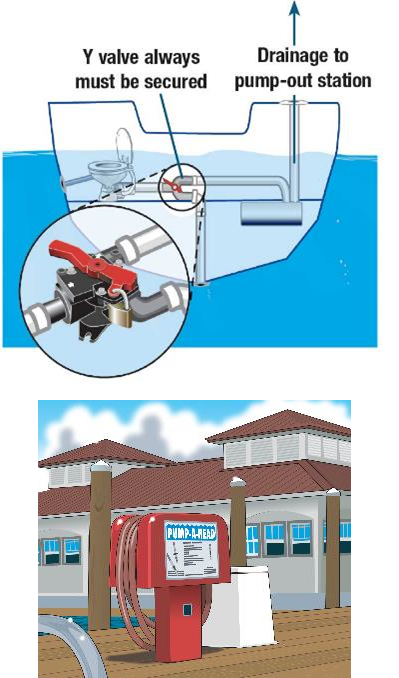 Y valve always
must be secured
Drainage to
pump-out station
PUMP-A-HEAD